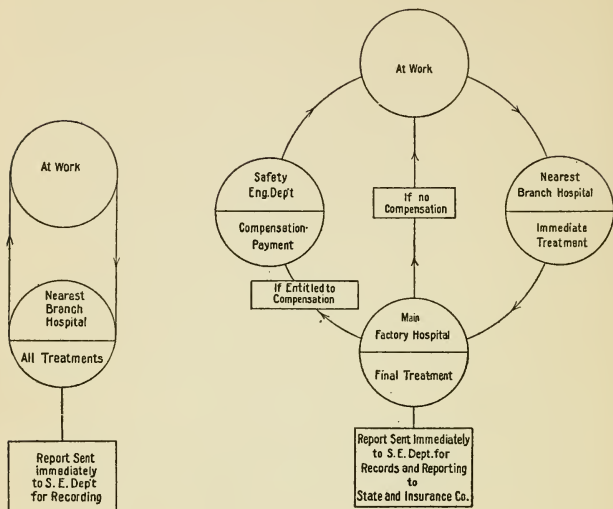 At Work
Nearest
Branch
Hospital
All Treatments
Report Sent
immediately
to S. E. Dep't
for Recording
At Work
Safety
Eng. Dep't
Compensation-
Payment
If no
Compensation
Nearest
Branch Hospital
Immediate
Treatment
If Entitled to
Compensation
Main
Factory Hospital
Final Treatment
Report Sent Immediately
to S. E. Dept. for
Records and Reporting
to
State and Insurance Co.